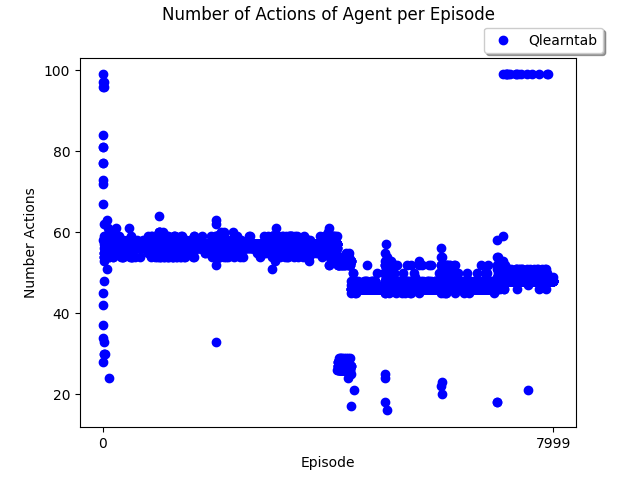 Number of Actions of Agent per Episode
Qlearntab
100
80
60
40
20
Number Actions
0
7999
Episode